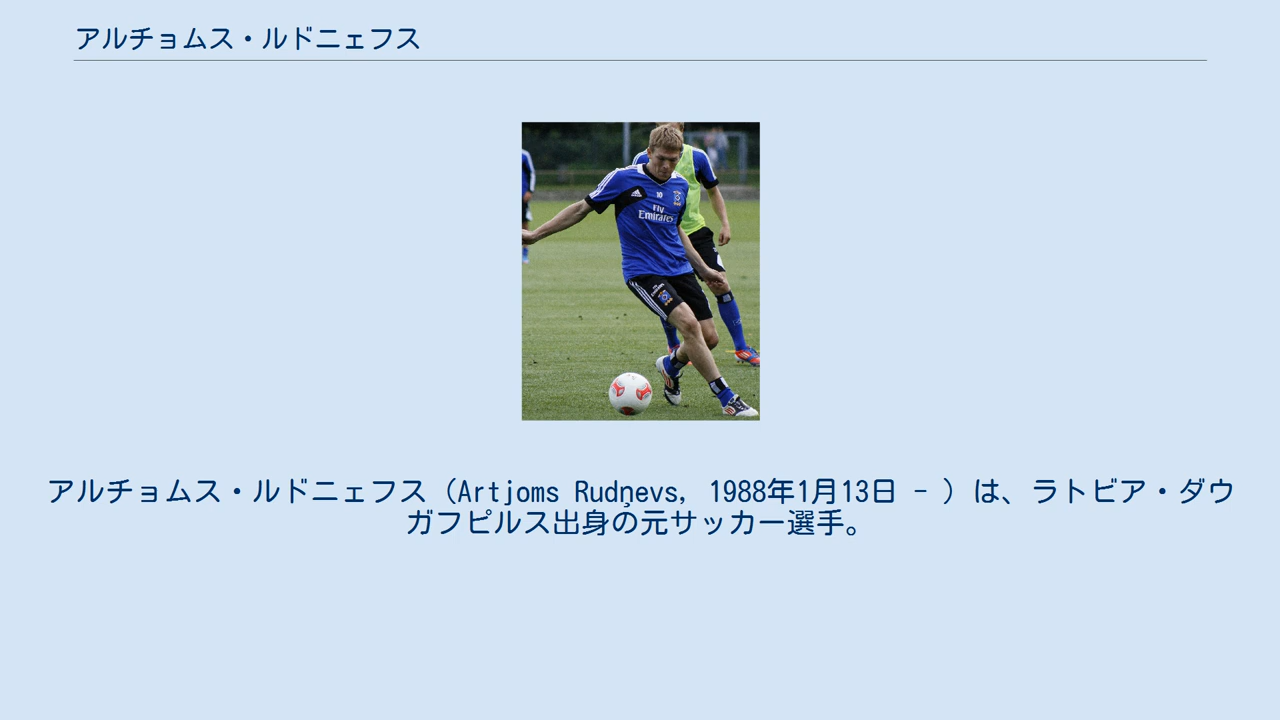 アルチョムス・ルドニェフス
10
Fly
Emirates
アルチョムス・ルドニェフス（Artjoms Rudņevs, 1988年1月13日 - ）は、ラトビア・ダウ
ガフピルス出身の元サッカー選手。